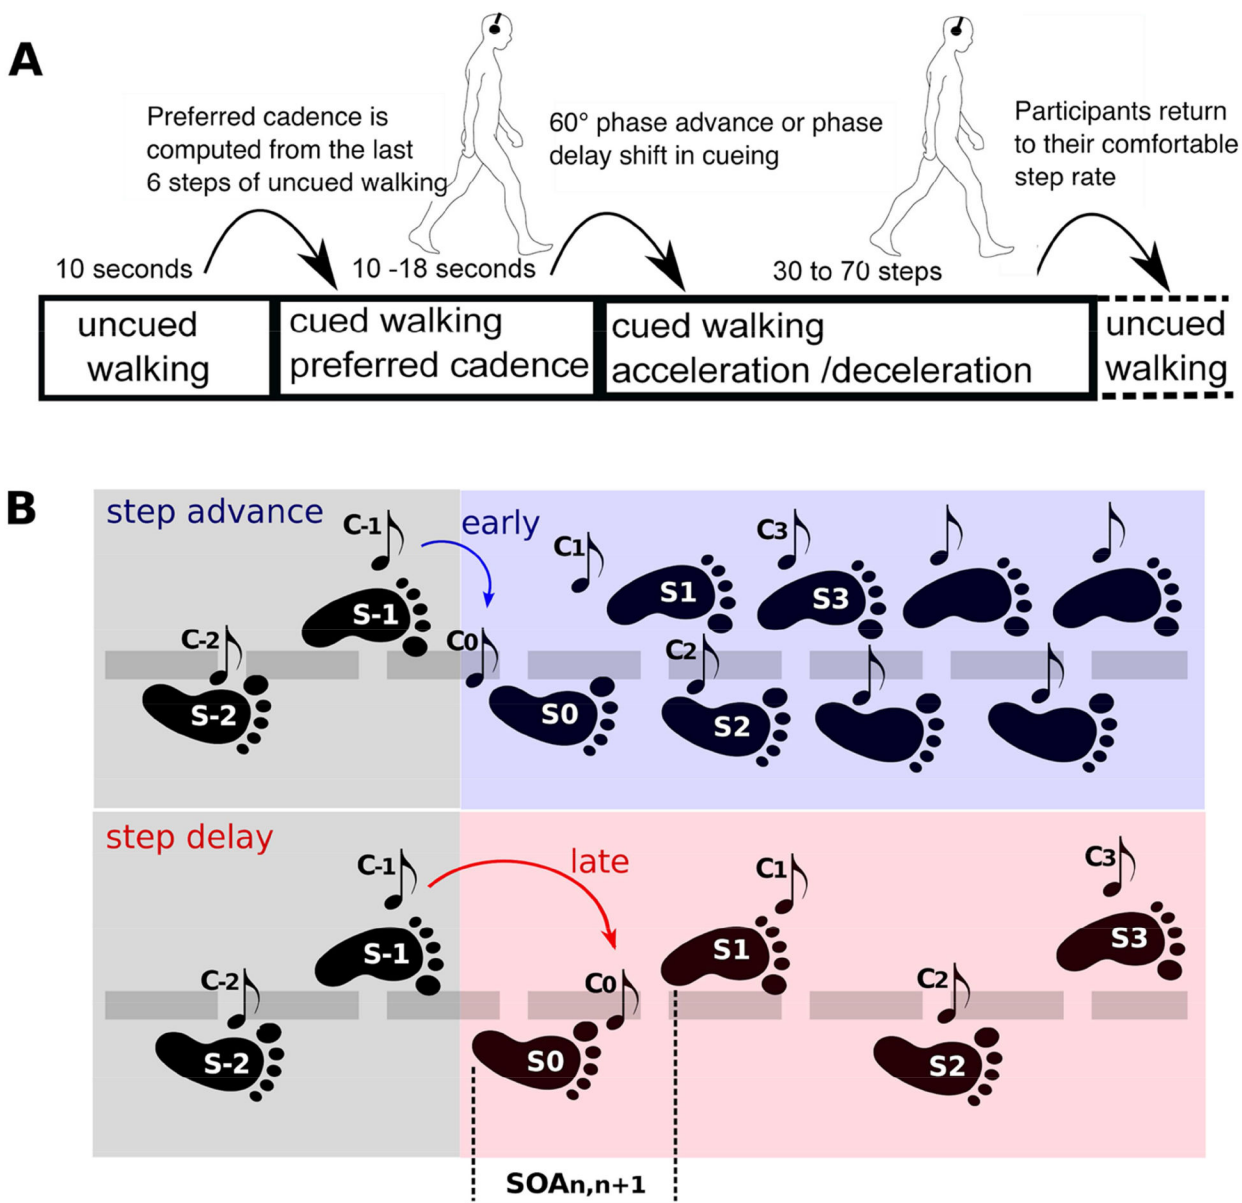 A
Preferred cadence is
computed from the last
6 steps of uncued walking
60° phase advance or phase
delay shift in cueing
Participants return
to their comfortable
step rate
10 seconds
10 -18 seconds
30 to 70 steps
uncued
walking
cued walking
preferred cadence
cued walking
acceleration /deceleration
uncued
walking
B
step advance
C-1
early
C1
C3
S-1
S1
S3
C-2
C0
C2
S-2
S0
S2
step delay
C-1
late
C1
C3
S-1
S1
S3
C-2
C0
C2
S-2
S0
S2
SOAn,n+1